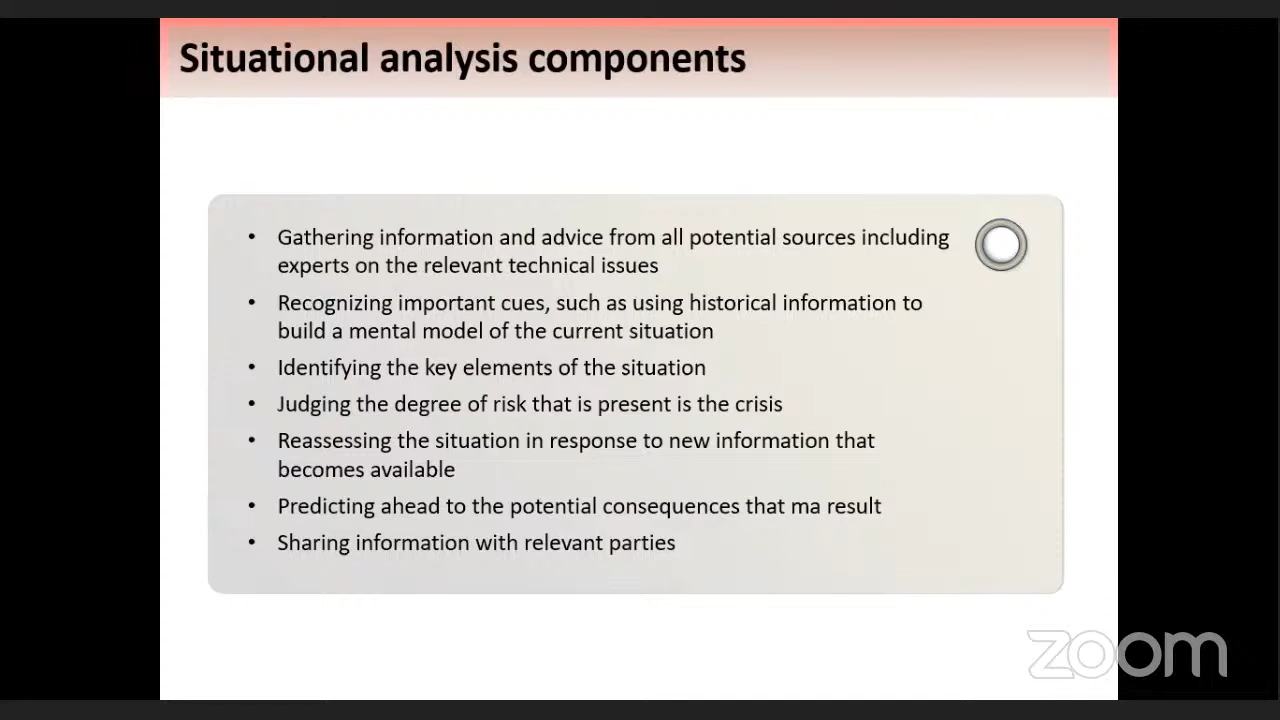 Situational analysis components
• Gathering information and advice from all potential sources including
experts on the relevant technical issues
• Recognizing important cues, such as using historical information to
build a mental model of the current situation
• Identifying the key elements of the situation
• Judging the degree of risk that is present is the crisis
• Reassessing the situation in response to new information that
becomes available
• Predicting ahead to the potential consequences that ma result
• Sharing information with relevant parties
zoom